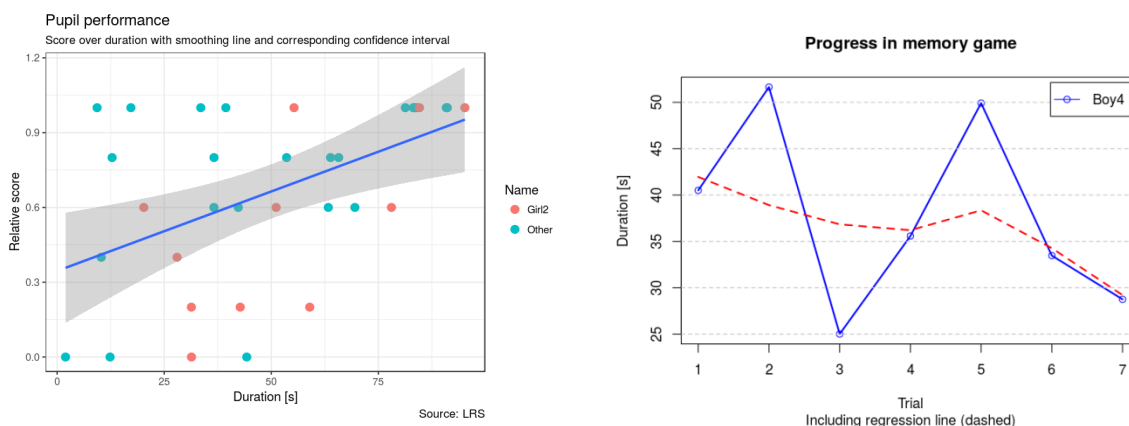 Pupil performance
Score over duration with smoothing line and corresponding confidence interval
1.2
0.9
0.6
0.3
0.0
Relative score
0
25
50
75
Duration [s]
Source: LRS
Name
Girl2
Other
Progress in memory game
Boy4
50
45
40
35
30
25
Duration [s]
1
2
3
4
5
6
7
Trial
Including regression line (dashed)